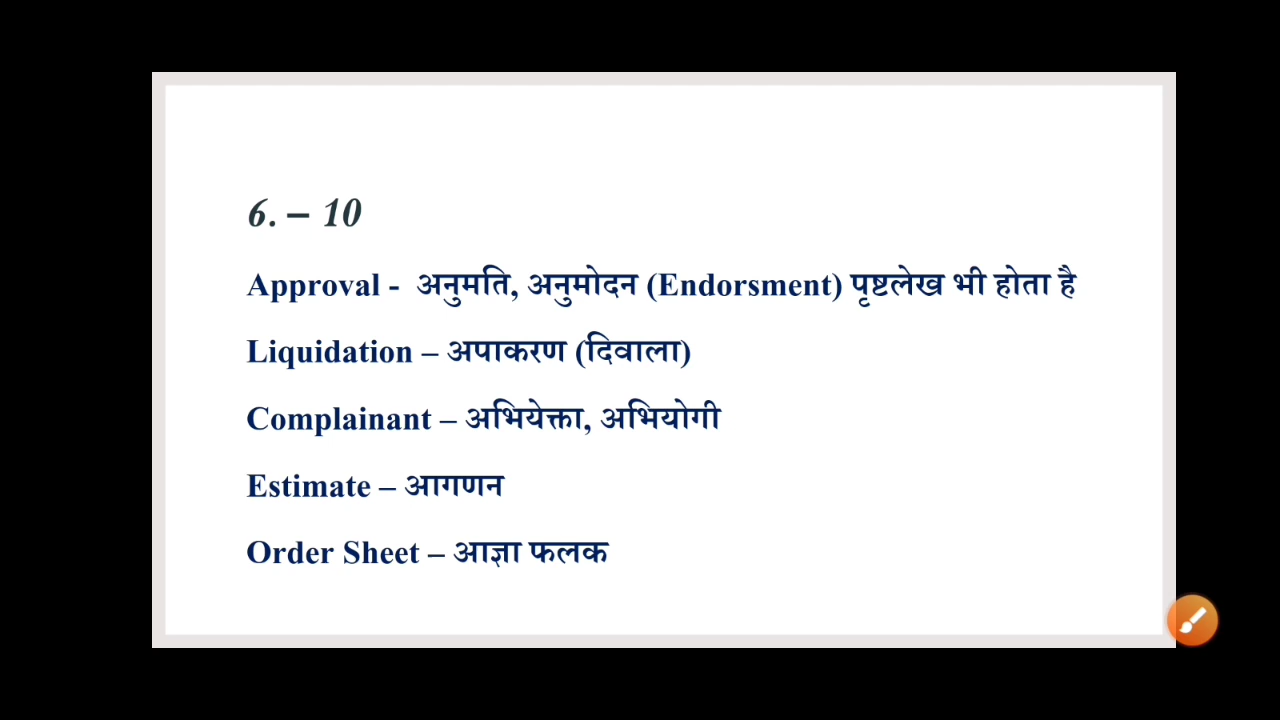 6. – 10
Approval - अनुमति, अनुमोदन (Endorsment) पृष्टलेख भी होता है
Liquidation – अपाकरण (दिवाला)
Complainant – अभियेक्ता, अभियोगी
Estimate – आगणन
Order Sheet – आज्ञा फलक